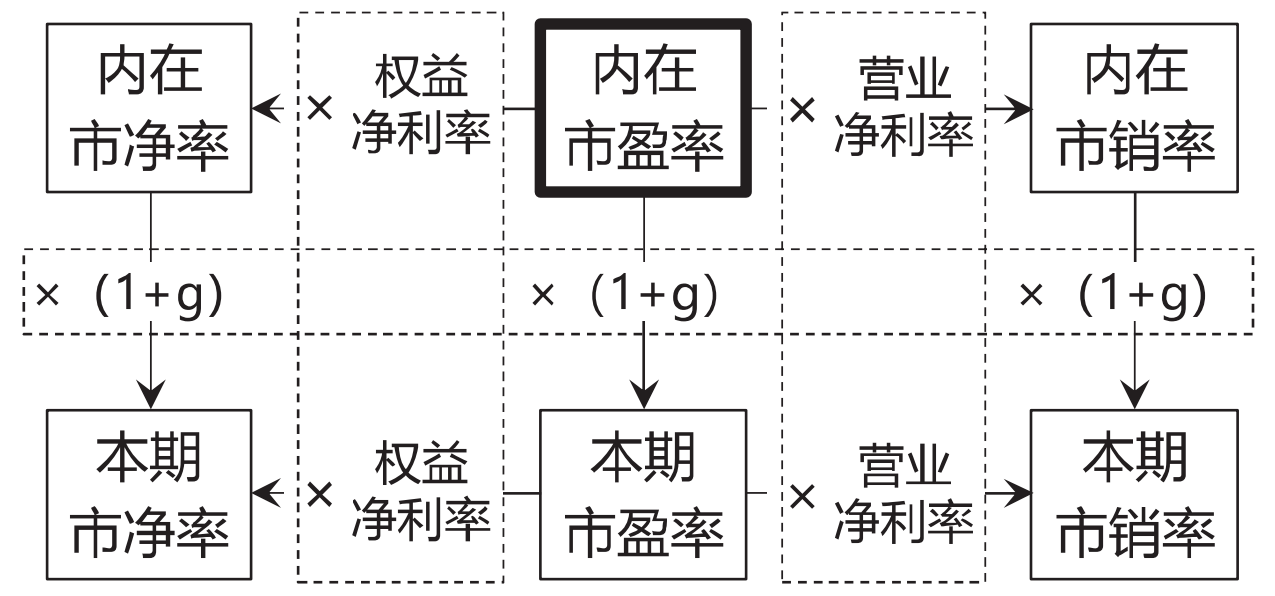 内在
市净率
×
权益
净利率
内在
市盈率
×
营业
净利率
内在
市销率
× (1+g)
× (1+g)
× (1+g)
本期
市净率
×
权益
净利率
本期
市盈率
×
营业
净利率
本期
市销率